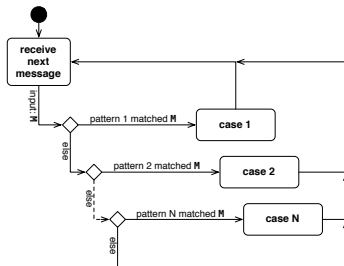 receive
next
message
input: M
pattern 1 matched M
case 1
else
pattern 2 matched M
case 2
else
pattern N matched M
case N
else